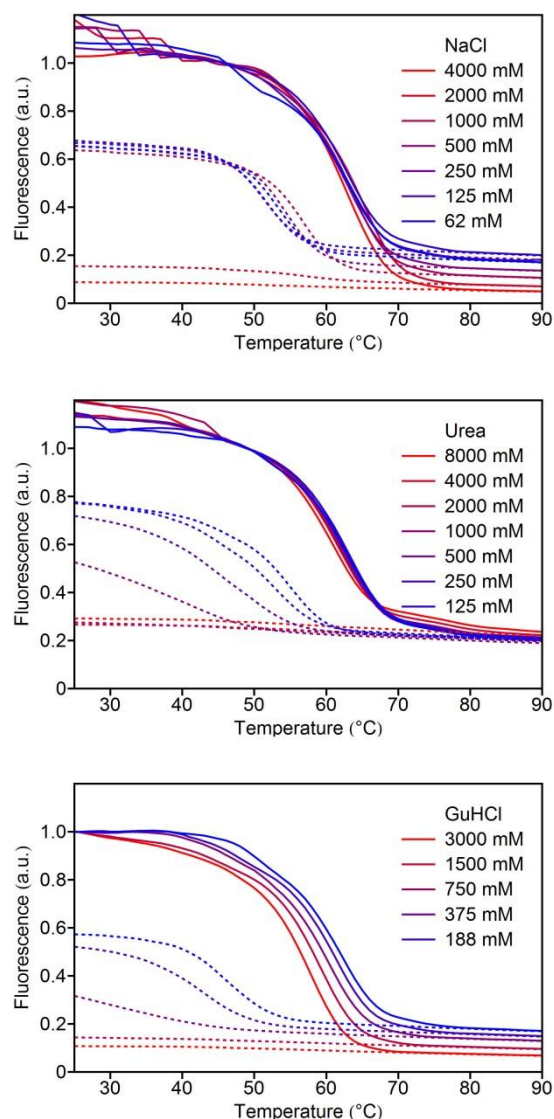 NaCl
4000 mM
2000 mM
1000 mM
500 mM
250 mM
125 mM
62 mM
1.0
0.8
0.6
0.4
0.2
0
Fluorescence (a.u.)
30 40 50 60 70 80 90
Temperature (°C)
Urea
8000 mM
4000 mM
2000 mM
1000 mM
500 mM
250 mM
125 mM
1.0
0.8
0.6
0.4
0.2
0
Fluorescence (a.u.)
30 40 50 60 70 80 90
Temperature (°C)
GuHCl
3000 mM
1500 mM
750 mM
375 mM
188 mM
1.0
0.8
0.6
0.4
0.2
0
Fluorescence (a.u.)
30 40 50 60 70 80 90
Temperature (°C)